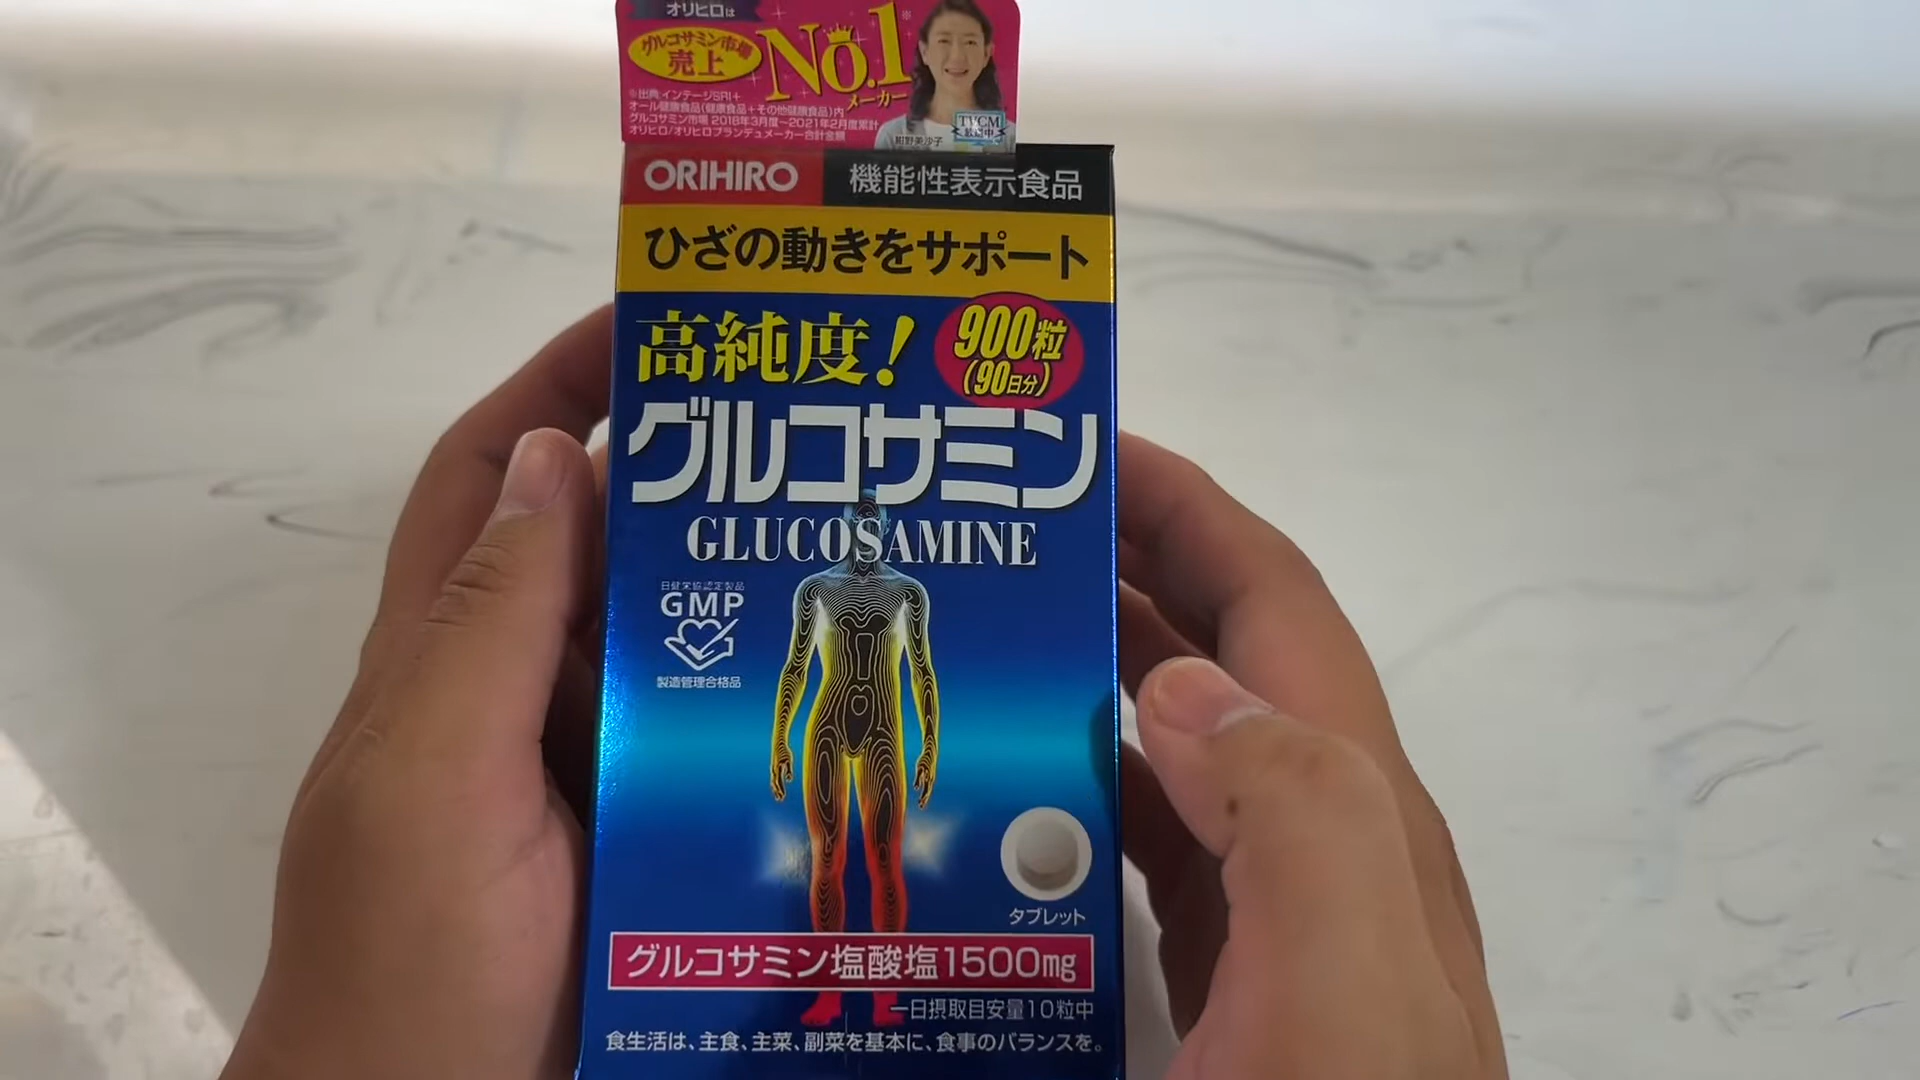 オリヒロは
グルコサミン市場
売上
No.1※
メーカー
※出典:インテージSRI+
オール健康食品(健康食品+その他健康食品)内
グルコサミン市場 2018年3月度~2021年2月度累計
オリヒロ/オリヒロプランデュメーカー合計金額
紺野美沙子
TVCM
放映中
ORIHIRO
機能性表示食品
ひざの動きをサポート
高純度!
900粒
(90日分)
グルコサミン
GLUCOSAMINE
日健栄協認定製品
GMP
製造管理合格品
タブレット
グルコサミン塩酸塩1500mg
一日摂取目安量10粒中
食生活は、主食、主菜、副菜を基本に、食事のバランスを。